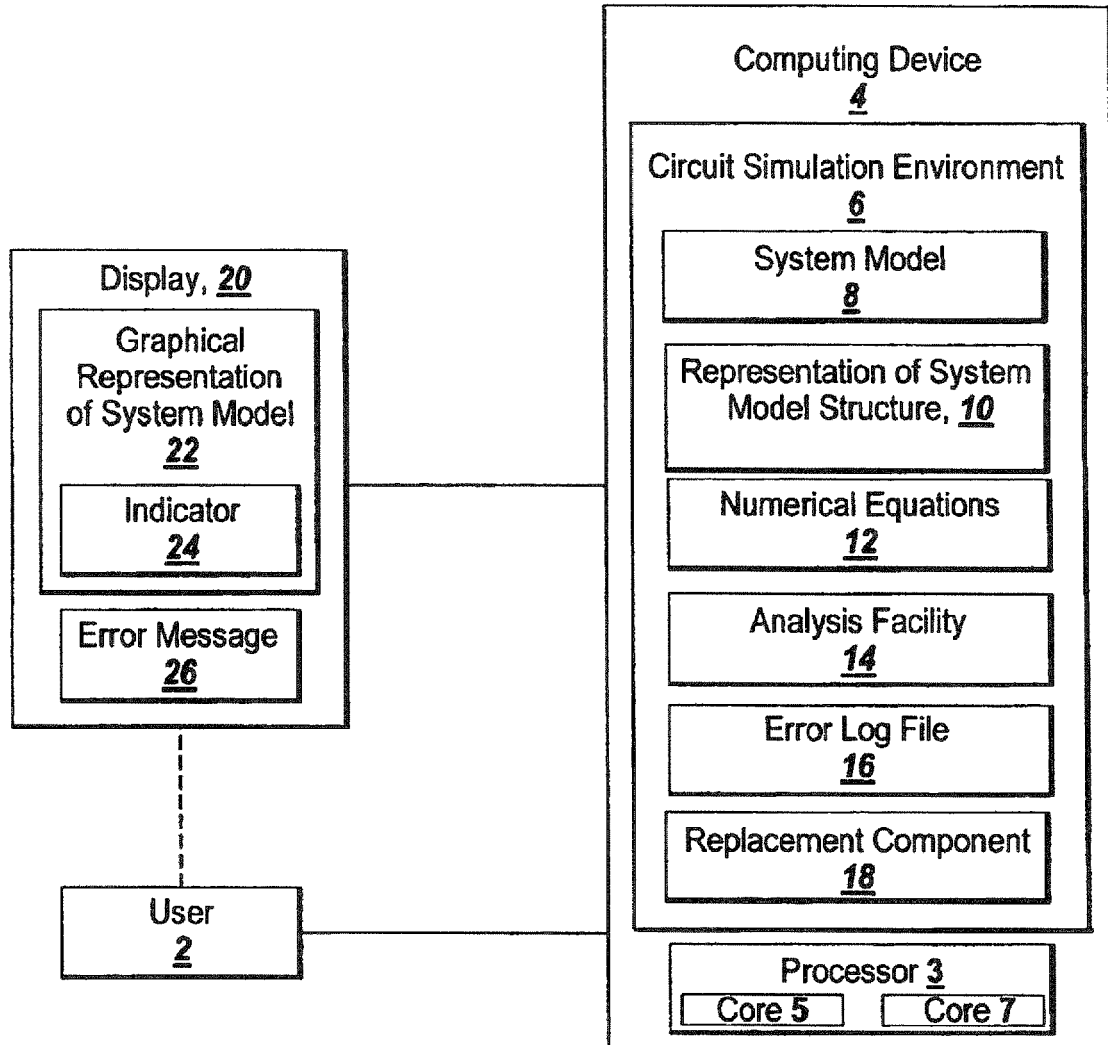 Computing Device
4
Circuit Simulation Environment
6
System Model
8
Representation of System
Model Structure, 10
Numerical Equations
12
Analysis Facility
14
Error Log File
16
Replacement Component
18
Processor 3
Core 5
Core 7
Display, 20
Graphical
Representation
of System Model
22
Indicator
24
Error Message
26
User
2